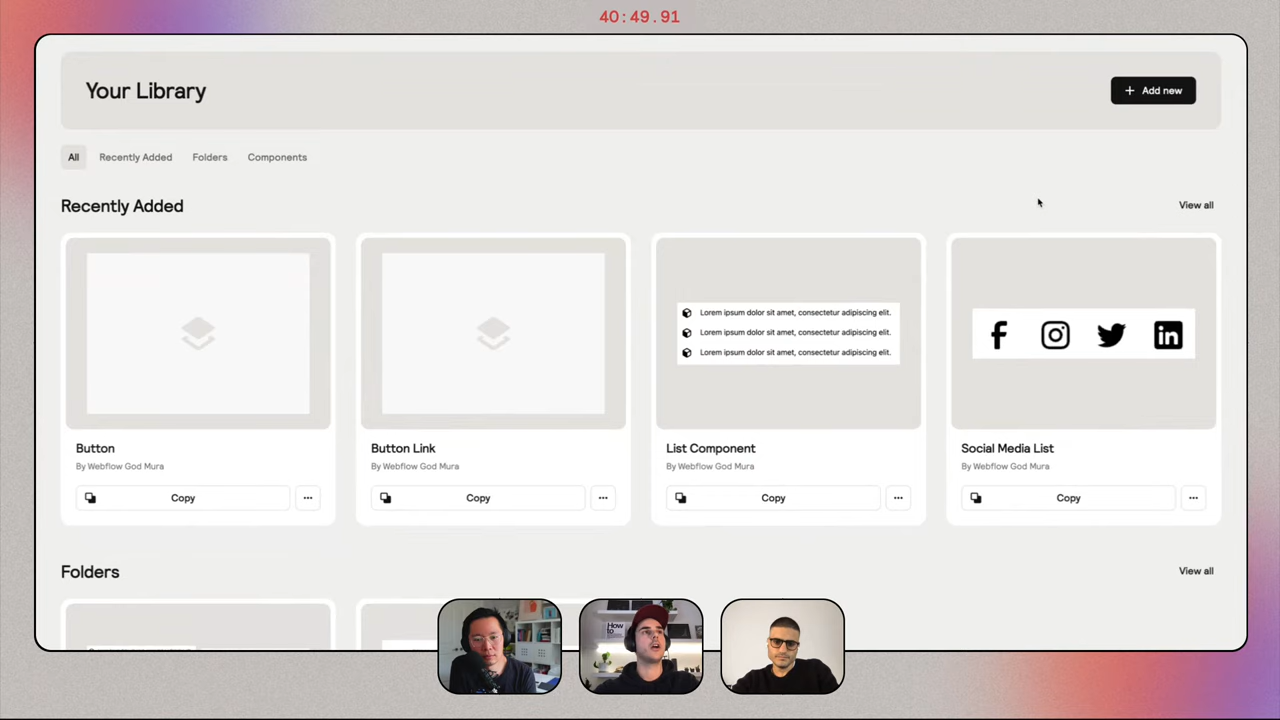 40:49.91
Your Library
+ Add new
All
Recently Added
Folders
Components
Recently Added
View all
Lorem ipsum dolor sit amet, consectetur adipiscing elit.
Lorem ipsum dolor sit amet, consectetur adipiscing elit.
Lorem ipsum dolor sit amet, consectetur adipiscing elit.
Button
By Webflow God Mura
Copy
Button Link
By Webflow God Mura
Copy
List Component
By Webflow God Mura
Copy
Social Media List
By Webflow God Mura
Copy
Folders
View all
How
to